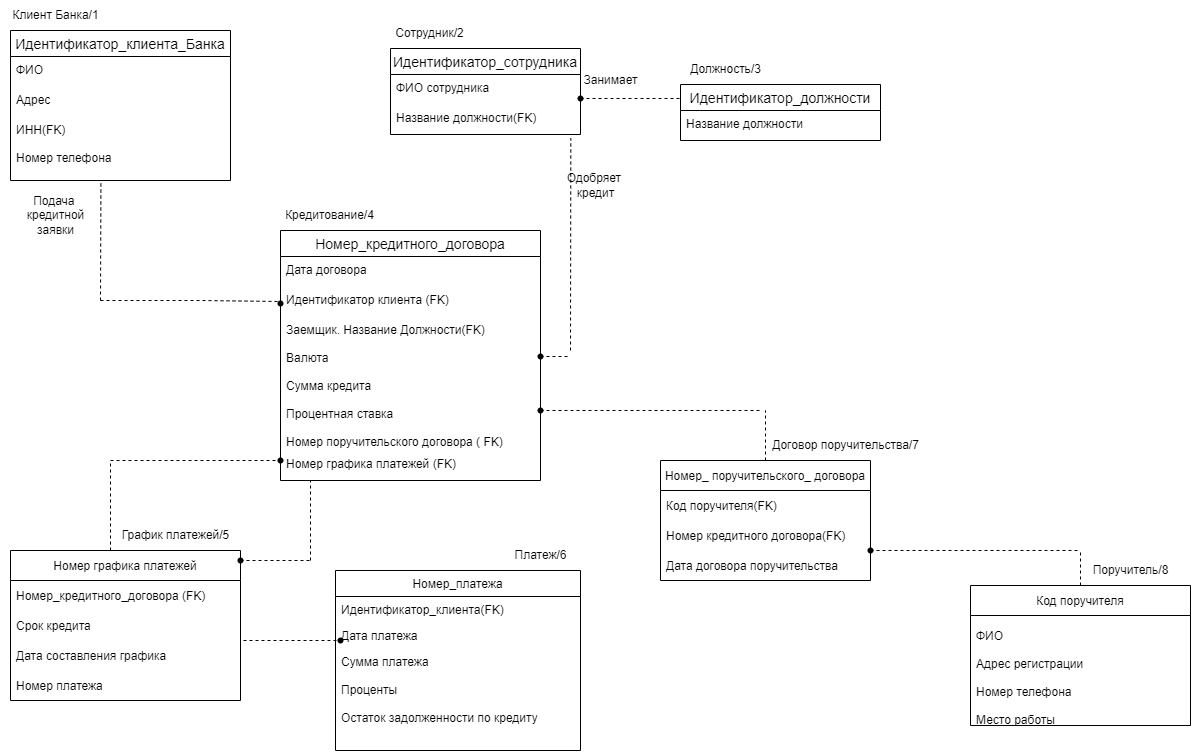 Клиент Банка/1
Идентификатор_клиента_Банка
ФИО
Адрес
ИНН(FK)
Номер телефона
Подача
кредитной
заявки
Сотрудник/2
Идентификатор_сотрудника
ФИО сотрудника
Название должности(FK)
Занимает
Должность/3
Идентификатор_должности
Название должности
Одобряет
кредит
Кредитование/4
Номер_кредитного_договора
Дата договора
Идентификатор клиента (FK)
Заемщик. Название Должности(FK)
Валюта
Сумма кредита
Процентная ставка
Номер поручительского договора ( FK)
Номер графика платежей (FK)
Договор поручительства/7
Номер_ поручительского_ договора
Код поручителя(FK)
Номер кредитного договора(FK)
Дата договора поручительства
График платежей/5
Номер графика платежей
Номер_кредитного_договора (FK)
Срок кредита
Дата составления графика
Номер платежа
Платеж/6
Номер_платежа
Идентификатор_клиента(FK)
Дата платежа
Сумма платежа
Проценты
Остаток задолженности по кредиту
Поручитель/8
Код поручителя
ФИО
Адрес регистрации
Номер телефона
Место работы